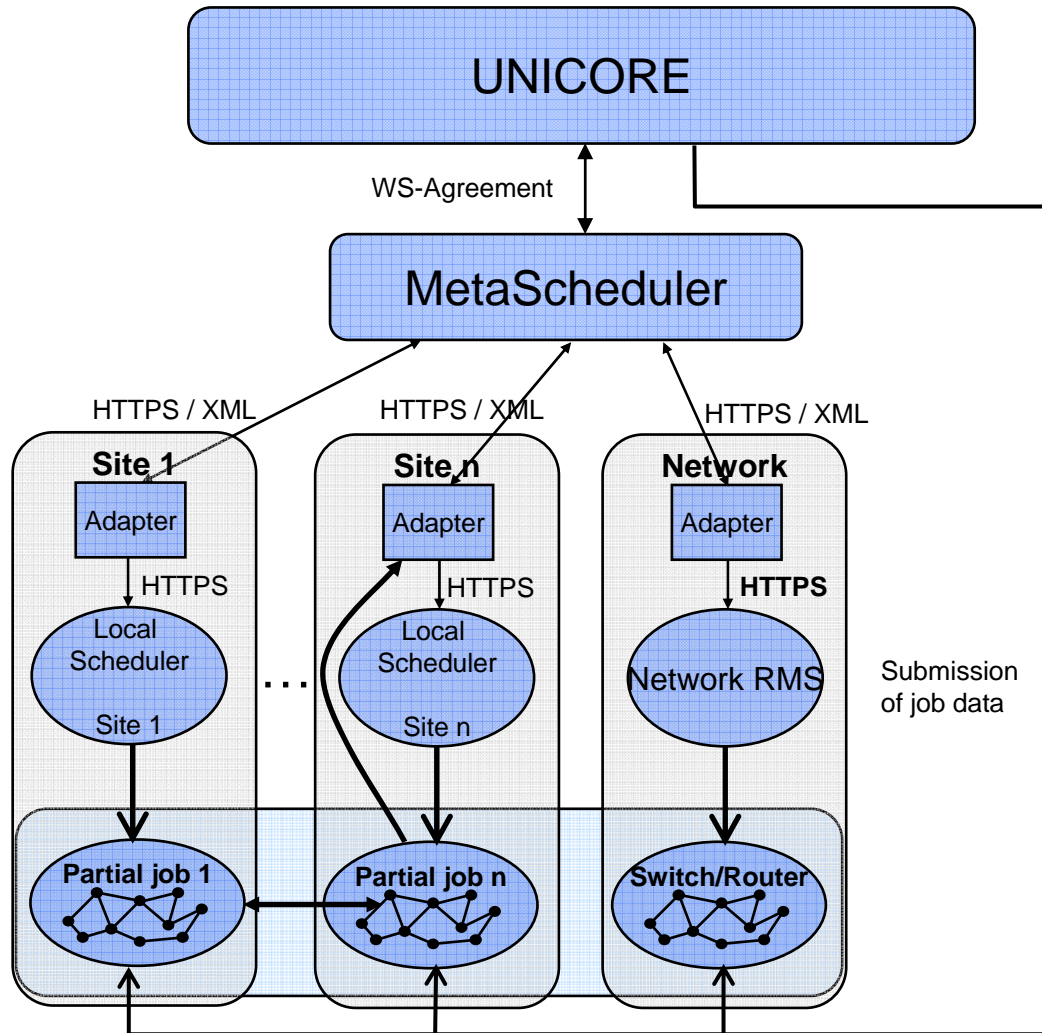 UNICORE
WS-Agreement
MetaScheduler
HTTPS / XML
HTTPS / XML
HTTPS / XML
Site 1
Site n
Network
Adapter
Adapter
Adapter
HTTPS
HTTPS
HTTPS
Local
Scheduler
Site 1
. . .
Local
Scheduler
Site n
Network RMS
Submission
of job data
Partial job 1
Partial job n
Switch/Router